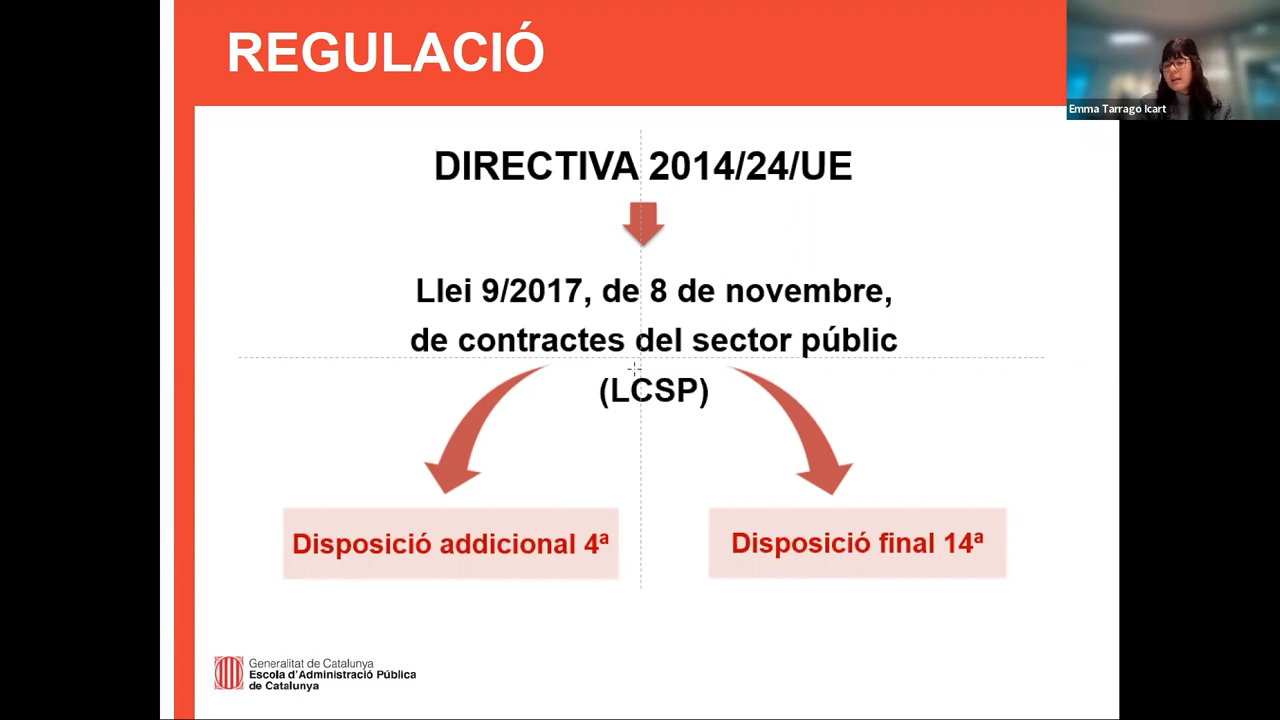 REGULACIÓ
Emma Tarrago Icart
DIRECTIVA 2014/24/UE
Llei 9/2017, de 8 de novembre,
de contractes del sector públic
(LCSP)
Disposició addicional 4ª
Disposició final 14ª
Generalitat de Catalunya
Escola d'Administració Pública
de Catalunya